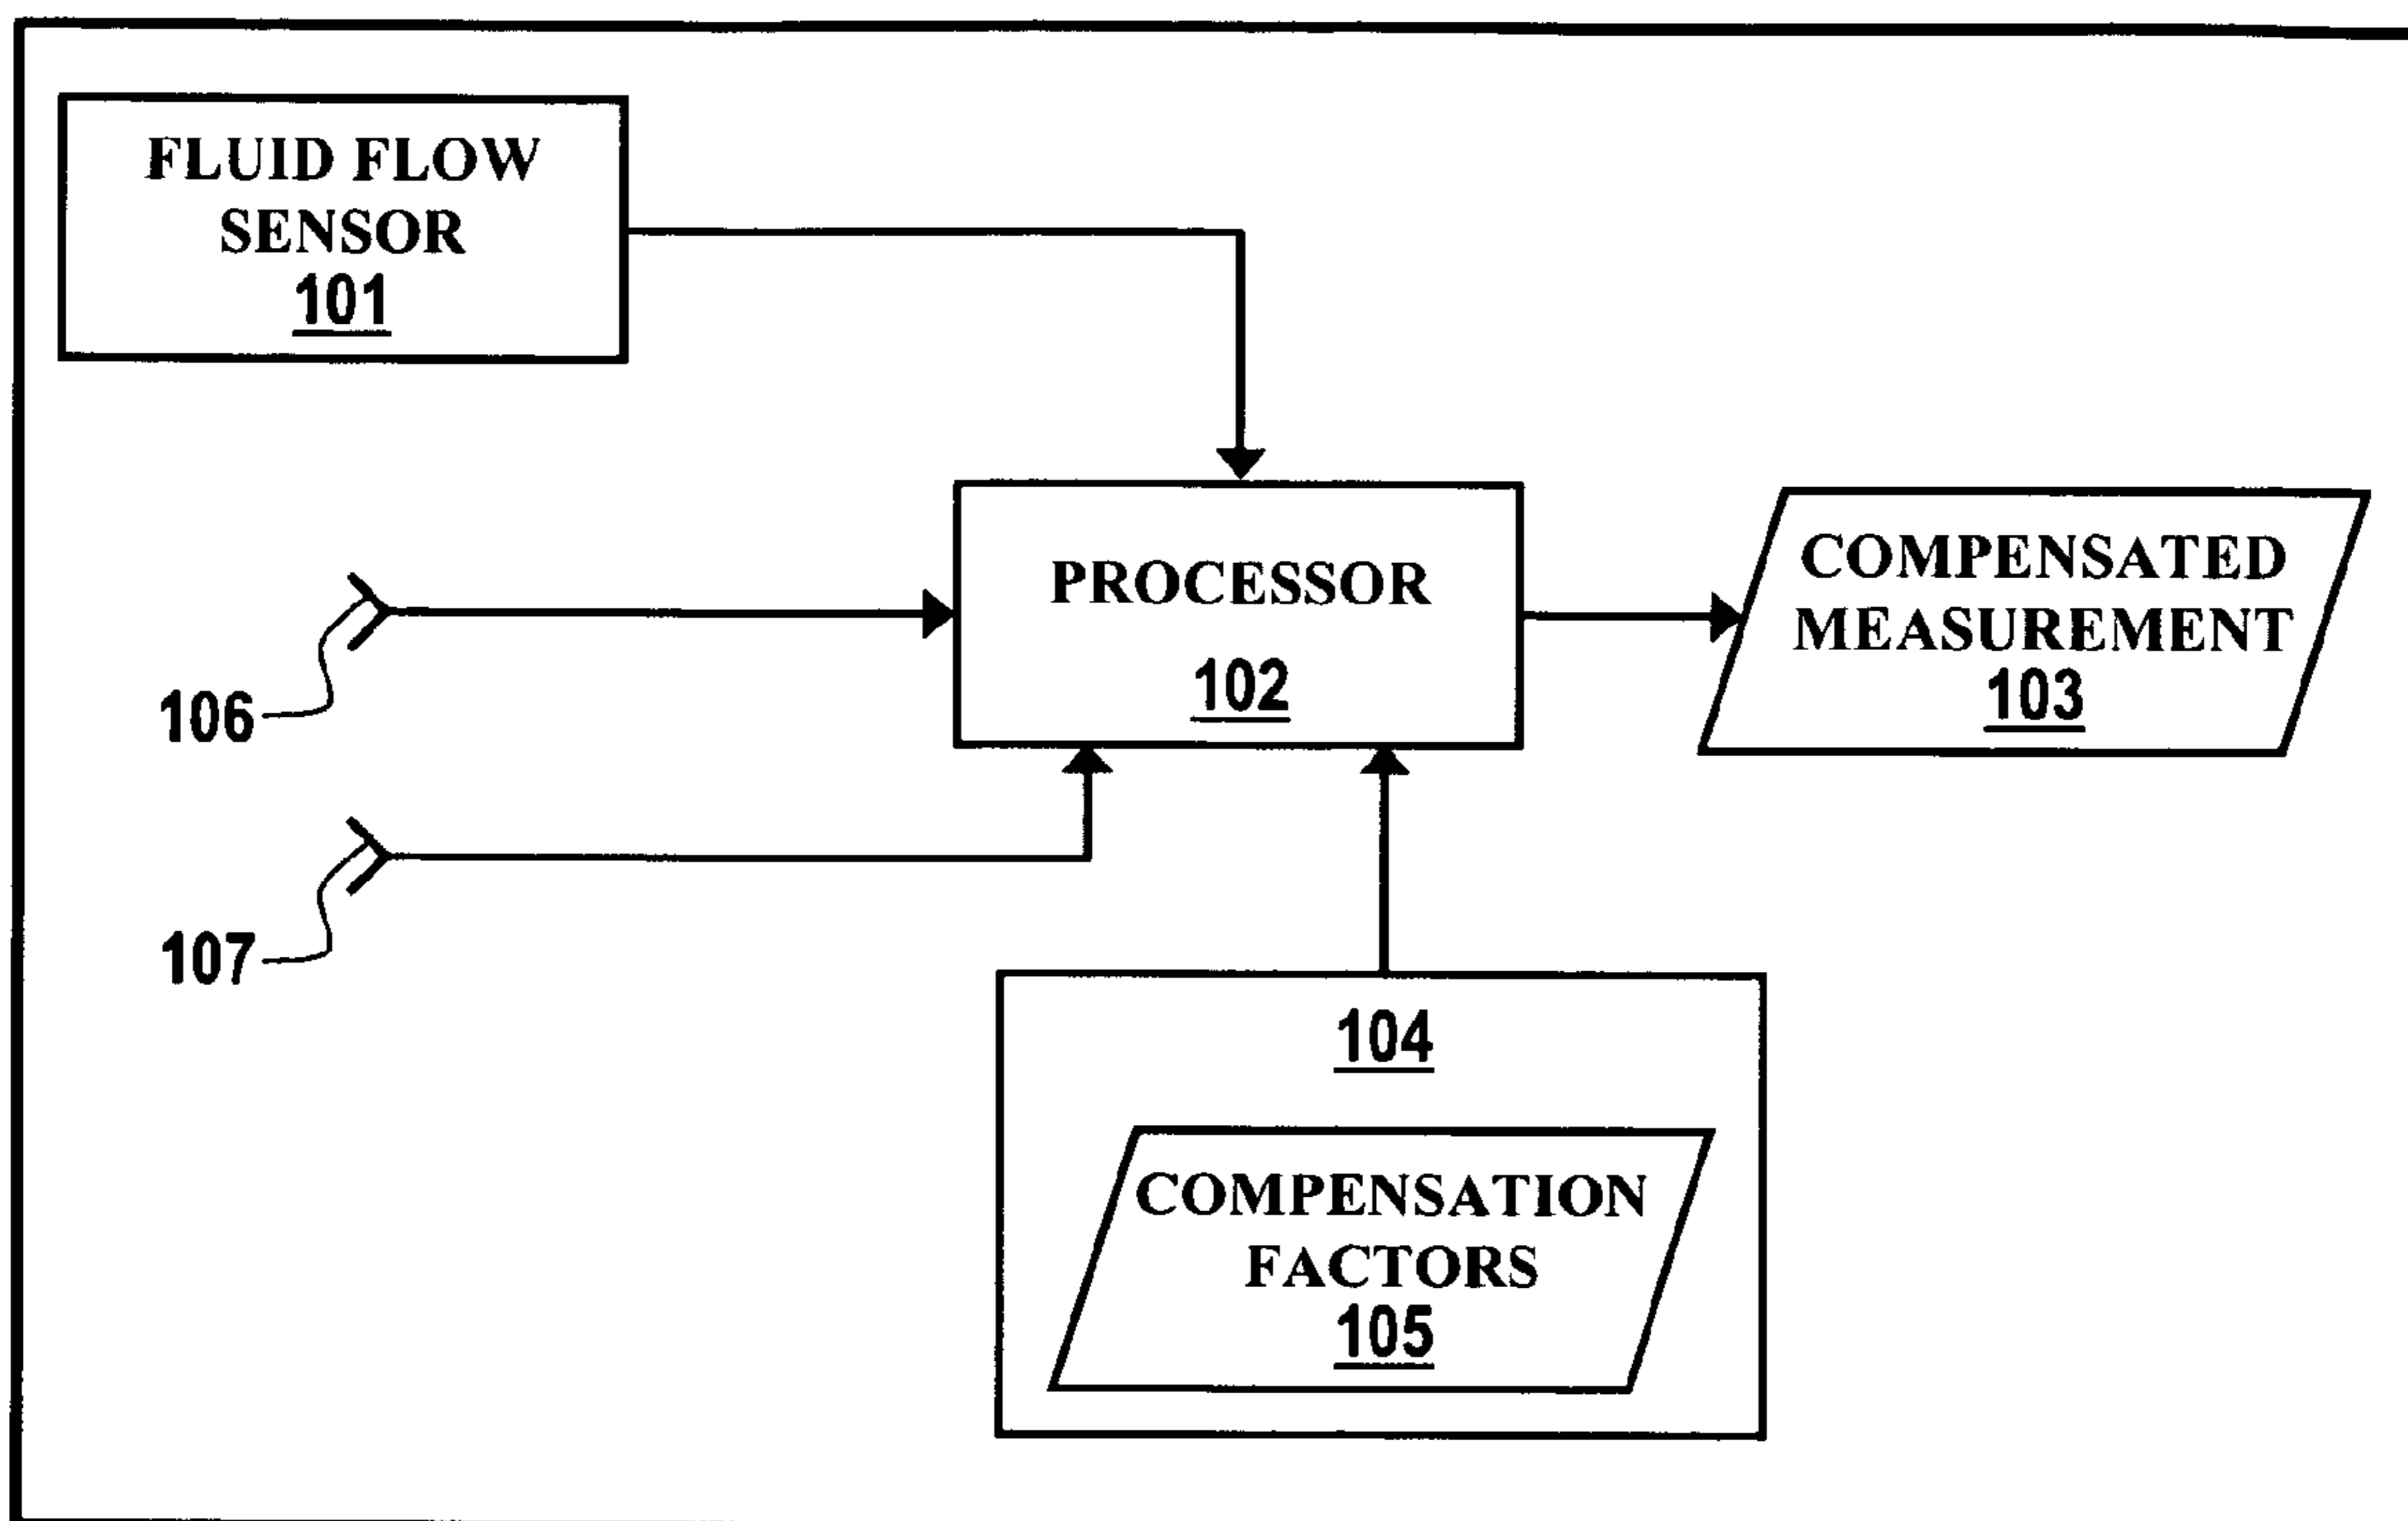 FLUID FLOW
SENSOR
101
PROCESSOR
102
COMPENSATED
MEASUREMENT
103
106
107
104
COMPENSATION
FACTORS
105